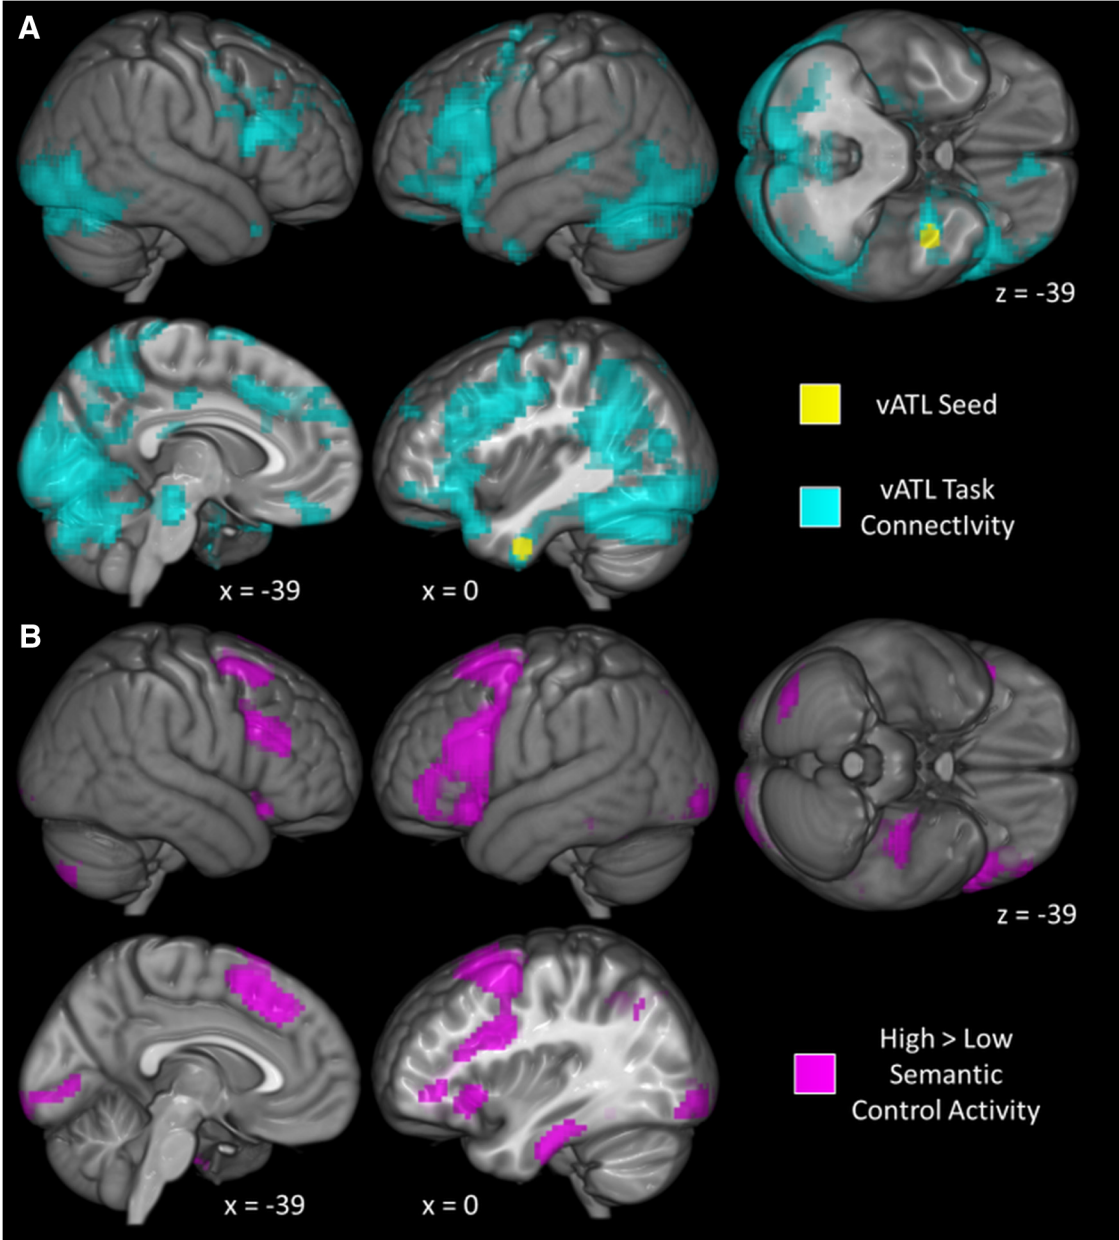 A
z = -39
vATL Seed
vATL Task
ConnectIvity
x = -39
x = 0
B
z = -39
High > Low
Semantic
Control Activity
x = -39
x = 0